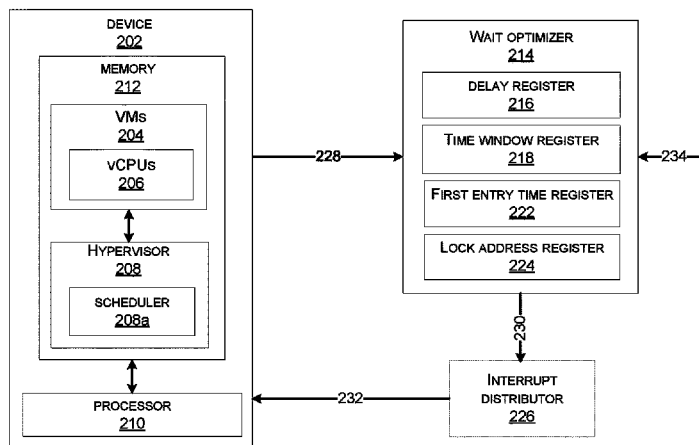 DEVICE
202
MEMORY
212
VMs
204
vCPUs
206
HYPERVISOR
208
SCHEDULER
208a
PROCESSOR
210
228
WAIT OPTIMIZER
214
DELAY REGISTER
216
TIME WINDOW REGISTER
218
FIRST ENTRY TIME REGISTER
222
LOCK ADDRESS REGISTER
224
234
230
INTERRUPT
DISTRIBUTOR
226
232